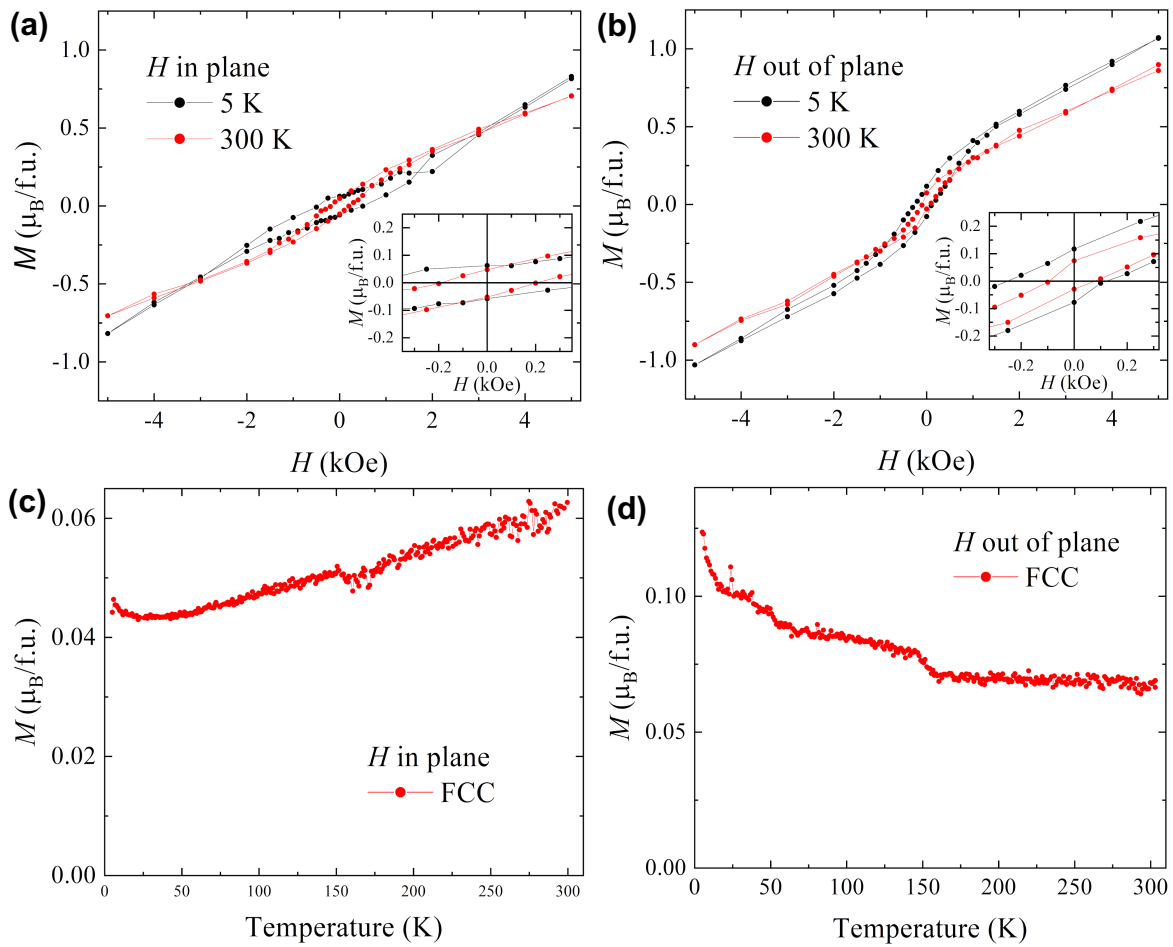 (a)
H in plane
5 K
300 K
M (μB/f.u.)
1.0
0.5
0.0
-0.5
-1.0
-4
-2
0
2
4
H (kOe)
M (μB/f.u.)
0.2
0.1
0.0
-0.1
-0.2
-0.2
0.0
0.2
H (kOe)
(b)
H out of plane
5 K
300 K
M (μB/f.u.)
1.0
0.5
0.0
-0.5
-1.0
-4
-2
0
2
4
H (kOe)
M (μB/f.u.)
0.2
0.1
0.0
-0.1
-0.2
-0.2
0.0
0.2
H (kOe)
(c)
M (μB/f.u.)
0.06
0.04
0.02
0.00
H in plane
FCC
0
50
100
150
200
250
300
Temperature (K)
(d)
H out of plane
FCC
M (μB/f.u.)
0.10
0.05
0.00
0
50
100
150
200
250
300
Temperature (K)